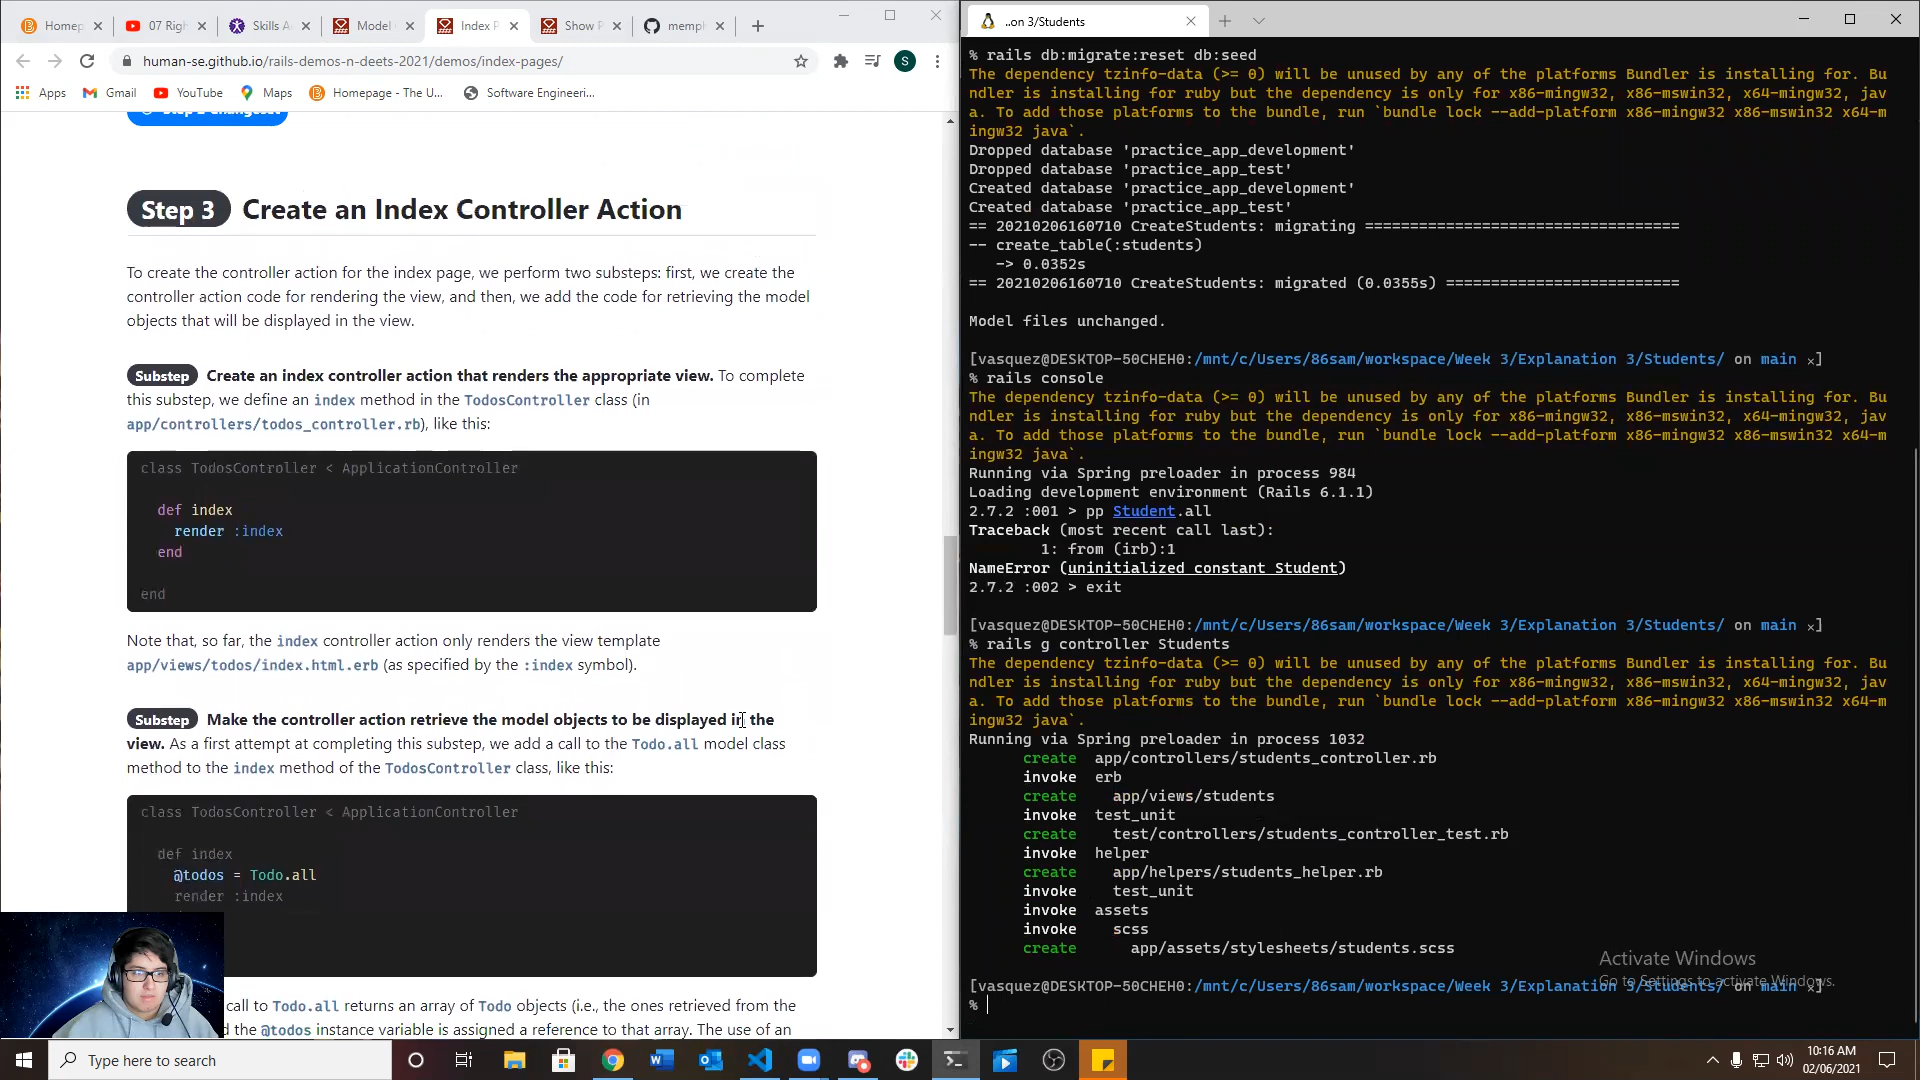 Homep
07 Righ
Skills A
Model
Index P
Show P
memph
human-se.github.io/rails-demos-n-deets-2021/demos/index-pages/
S
Apps
Gmail
YouTube
Maps
Homepage - The U...
Software Engineeri...
Step 3 Create an Index Controller Action
To create the controller action for the index page, we perform two substeps: first, we create the
controller action code for rendering the view, and then, we add the code for retrieving the model
objects that will be displayed in the view.
Substep Create an index controller action that renders the appropriate view. To complete
this substep, we define an index method in the TodosController class (in
app/controllers/todos_controller.rb), like this:
class TodosController < ApplicationController
def index
render :index
end
end
Note that, so far, the index controller action only renders the view template
app/views/todos/index.html.erb (as specified by the :index symbol).
Substep Make the controller action retrieve the model objects to be displayed in the
view. As a first attempt at completing this substep, we add a call to the Todo.all model class
method to the index method of the TodosController class, like this:
class TodosController < ApplicationController
def index
@todos = Todo.all
render :index
call to Todo.all returns an array of Todo objects (i.e., the ones retrieved from the
the @todos instance variable is assigned a reference to that array. The use of an
..on 3/Students
% rails db:migrate:reset db:seed
The dependency tzinfo-data (>= 0) will be unused by any of the platforms Bundler is installing for. Bu
ndler is installing for ruby but the dependency is only for x86-mingw32, x86-mswin32, x64-mingw32, jav
a. To add those platforms to the bundle, run `bundle lock --add-platform x86-mingw32 x86-mswin32 x64-m
ingw32 java`.
Dropped database 'practice_app_development'
Dropped database 'practice_app_test'
Created database 'practice_app_development'
Created database 'practice_app_test'
== 20210206160710 CreateStudents: migrating ===================================
-- create_table(:students)
-> 0.0352s
== 20210206160710 CreateStudents: migrated (0.0355s) ==========================
Model files unchanged.
[vasquez@DESKTOP-50CHEH0:/mnt/c/Users/86sam/workspace/Week 3/Explanation 3/Students/ on main ×]
% rails console
The dependency tzinfo-data (>= 0) will be unused by any of the platforms Bundler is installing for. Bu
ndler is installing for ruby but the dependency is only for x86-mingw32, x86-mswin32, x64-mingw32, jav
a. To add those platforms to the bundle, run `bundle lock --add-platform x86-mingw32 x86-mswin32 x64-m
ingw32 java`.
Running via Spring preloader in process 984
Loading development environment (Rails 6.1.1)
2.7.2 :001 > pp Student.all
Traceback (most recent call last):
1: from (irb):1
NameError (uninitialized constant Student)
2.7.2 :002 > exit
[vasquez@DESKTOP-50CHEH0:/mnt/c/Users/86sam/workspace/Week 3/Explanation 3/Students/ on main ×]
% rails g controller Students
The dependency tzinfo-data (>= 0) will be unused by any of the platforms Bundler is installing for. Bu
ndler is installing for ruby but the dependency is only for x86-mingw32, x86-mswin32, x64-mingw32, jav
a. To add those platforms to the bundle, run `bundle lock --add-platform x86-mingw32 x86-mswin32 x64-m
ingw32 java`.
Running via Spring preloader in process 1032
create app/controllers/students_controller.rb
invoke erb
create app/views/students
invoke test_unit
create test/controllers/students_controller_test.rb
invoke helper
create app/helpers/students_helper.rb
invoke test_unit
invoke assets
invoke scss
create app/assets/stylesheets/students.scss
[vasquez@DESKTOP-50CHEH0:/mnt/c/Users/86sam/workspace/Week 3/Explanation 3/Students/ on main ×]
%
Activate Windows
Go to Settings to activate Windows.
Type here to search
10:16 AM
02/06/2021